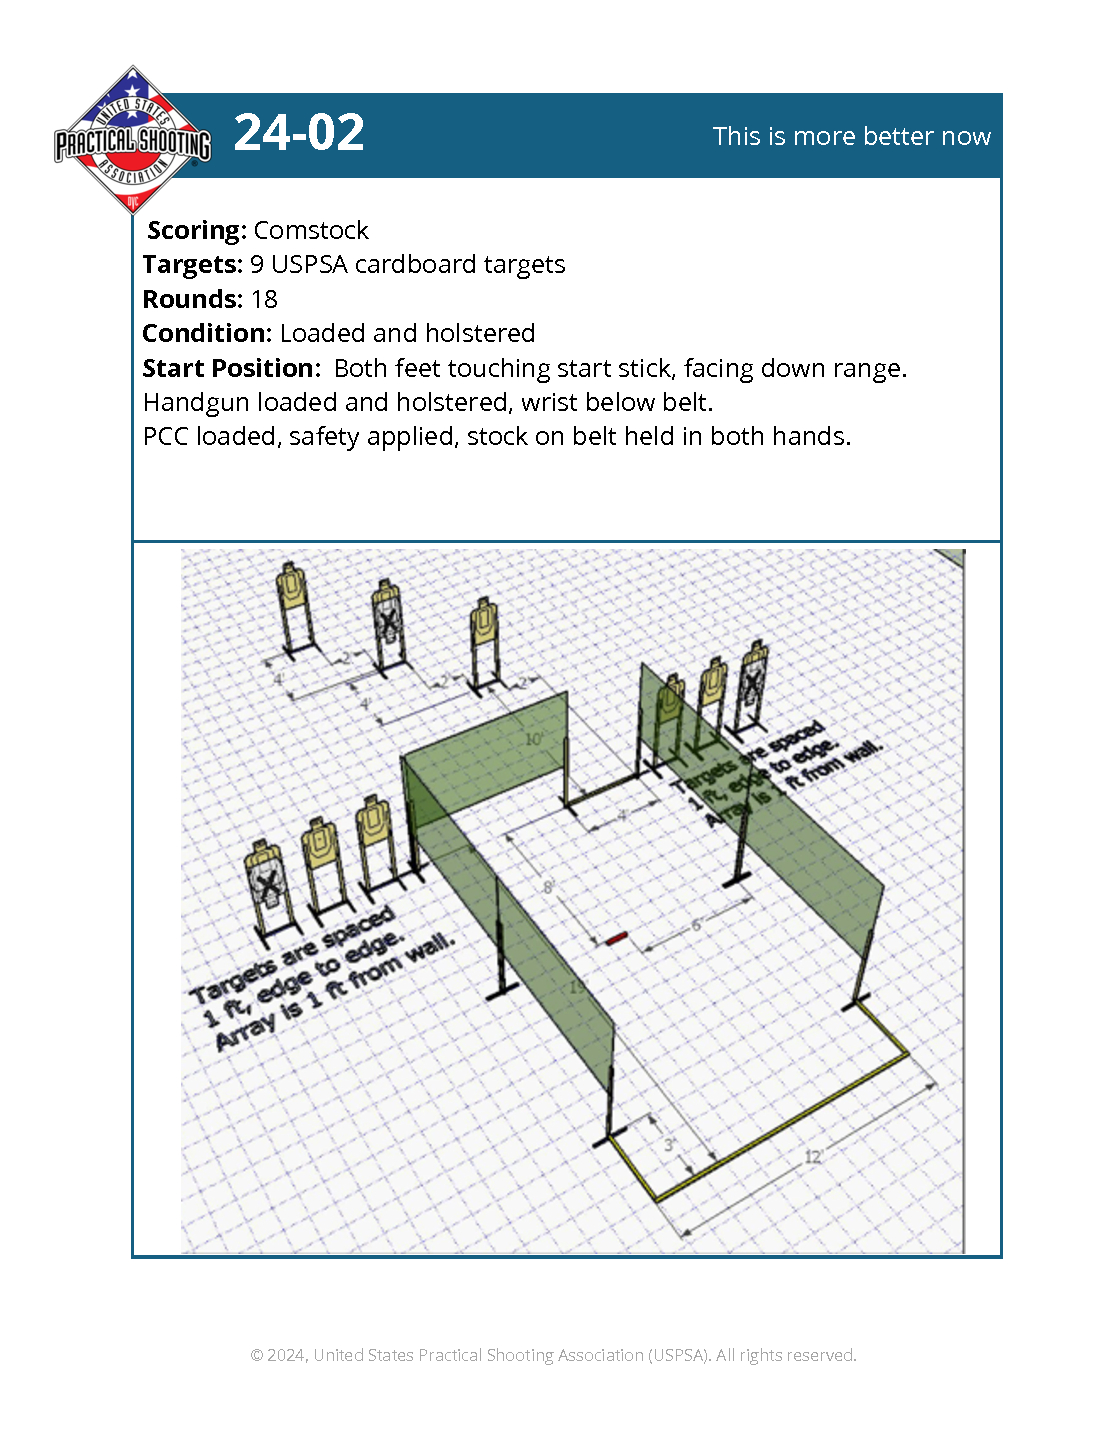 UNITED STATES
PRACTICAL SHOOTING
ASSOCIATION
DVC
24-02
This is more better now
Scoring: Comstock
Targets: 9 USPSA cardboard targets
Rounds: 18
Condition: Loaded and holstered
Start Position:  Both feet touching start stick, facing down range.
Handgun loaded and holstered, wrist below belt.
PCC loaded, safety applied, stock on belt held in both hands.
2'
4'
2'
2'
4'
10'
Targets are spaced
1 ft, edge to edge.
Array is 1 ft from wall.
4'
8'
6'
Targets are spaced
1 ft, edge to edge.
Array is 1 ft from wall.
19'
3'
12'
© 2024, United States Practical Shooting Association (USPSA). All rights reserved.